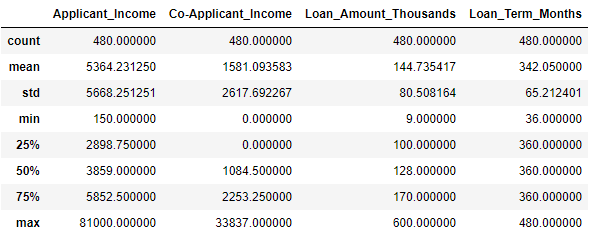 Applicant_Income Co-Applicant_Income Loan_Amount_Thousands Loan_Term_Months
count 480.000000 480.000000 480.000000 480.000000
mean 5364.231250 1581.093583 144.735417 342.050000
std 5668.251251 2617.692267 80.508164 65.212401
min 150.000000 0.000000 9.000000 36.000000
25% 2898.750000 0.000000 100.000000 360.000000
50% 3859.000000 1084.500000 128.000000 360.000000
75% 5852.500000 2253.250000 170.000000 360.000000
max 81000.000000 33837.000000 600.000000 480.000000